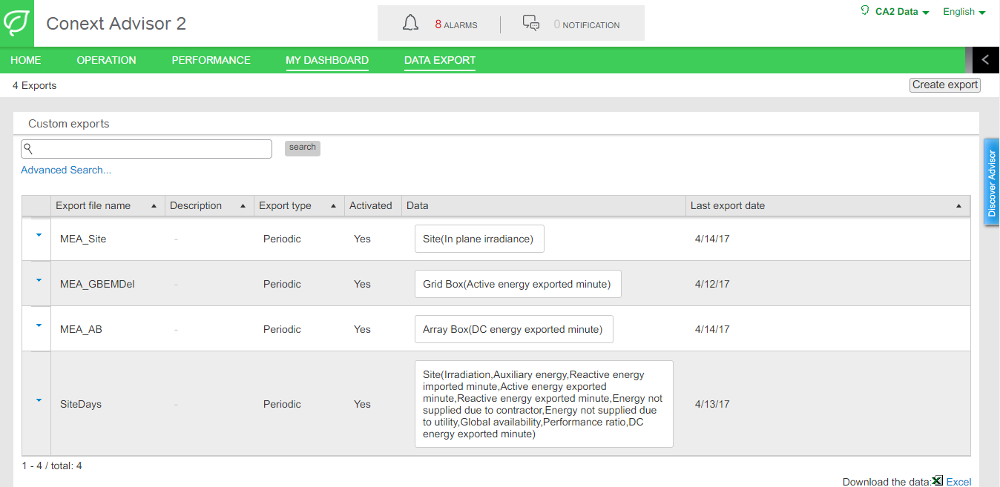 Conext Advisor 2
8 ALARMS
0 NOTIFICATION
CA2 Data
English
HOME OPERATION PERFORMANCE MY DASHBOARD DATA EXPORT
4 Exports
Create export
Custom exports
search
Advanced Search...
Discover Advisor
Export file name Description Export type Activated Data Last export date
MEA_Site - Periodic Yes Site(In plane irradiance) 4/14/17
MEA_GBEMDel - Periodic Yes Grid Box(Active energy exported minute) 4/12/17
MEA_AB - Periodic Yes Array Box(DC energy exported minute) 4/14/17
SiteDays - Periodic Yes
Site(Irradiation,Auxiliary energy,Reactive energy
imported minute,Active energy exported
minute,Reactive energy exported minute,Energy not
supplied due to contractor,Energy not supplied due
to utility,Global availability,Performance ratio,DC
energy exported minute)
4/13/17
1 - 4 / total: 4
Download the data: Excel